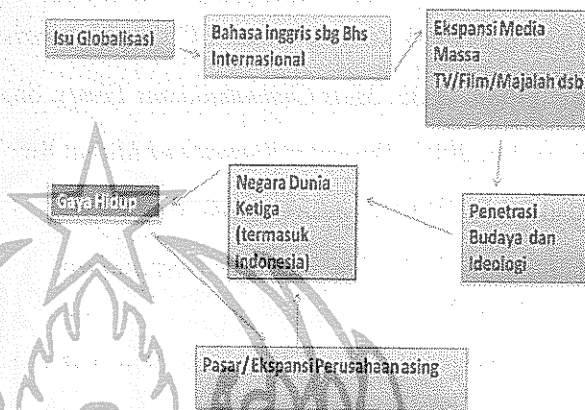 Isu Globalisasi
Bahasa inggris sbg Bhs
Internasional
Ekspansi Media
Massa
TV/Film/Majalah dsb
Gaya Hidup
Negara Dunia
Ketiga
(termasuk
indonesia)
Penetrasi
Budaya dan
Ideologi
Pasar/ Ekspansi Perusahaan asing